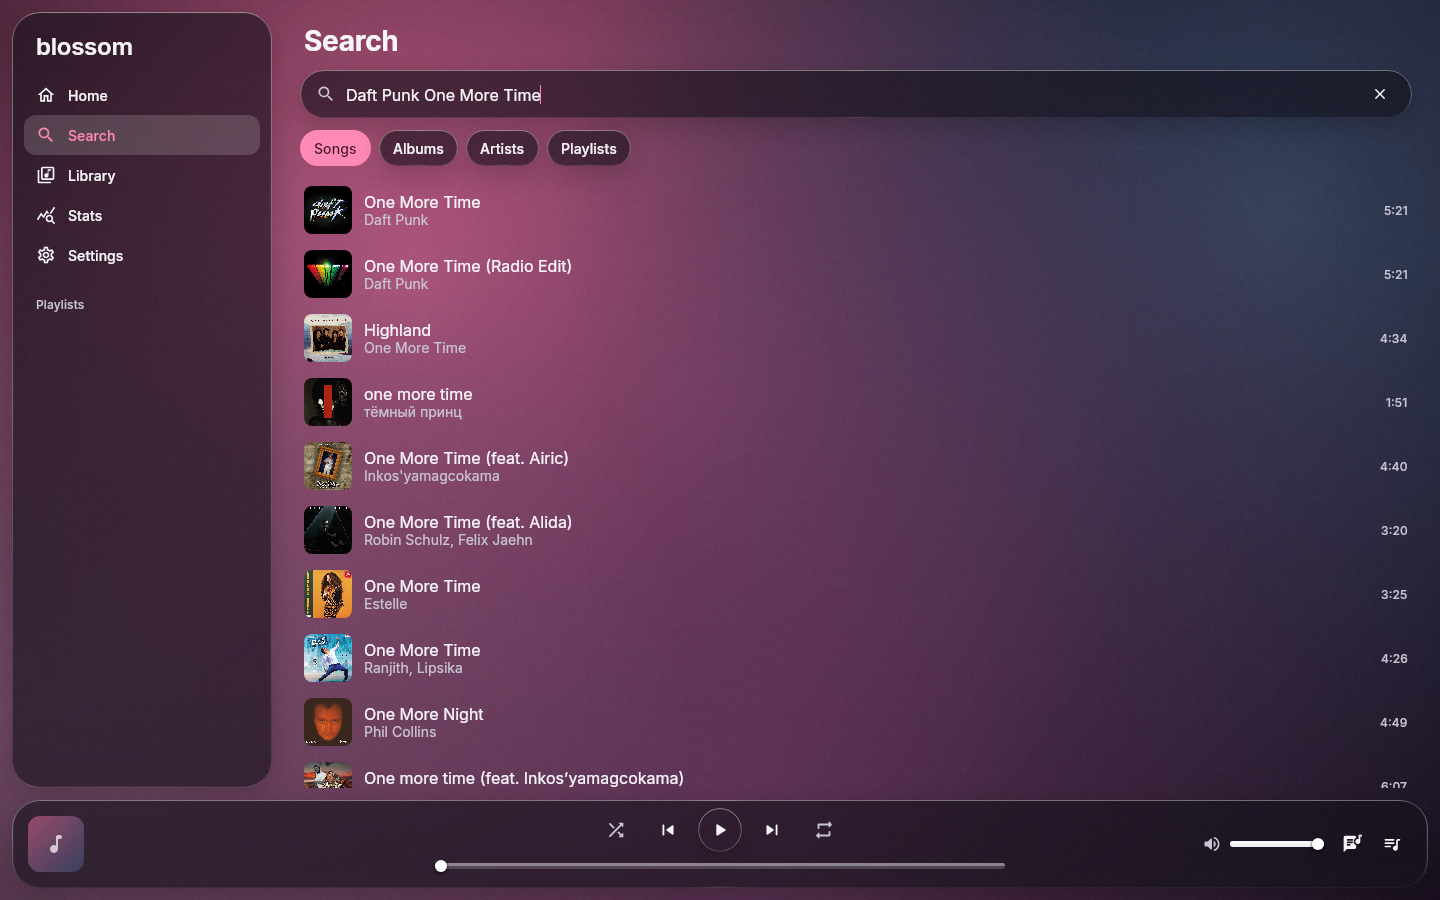 blossom
Home
Search
Library
Stats
Settings
Playlists
Search
Daft Punk One More Time
Songs
Albums
Artists
Playlists
One More Time
Daft Punk
5:21
One More Time (Radio Edit)
Daft Punk
5:21
Highland
One More Time
4:34
one more time
тёмный принц
1:51
One More Time (feat. Airic)
Inkos'yamagcokama
4:40
One More Time (feat. Alida)
Robin Schulz, Felix Jaehn
3:20
One More Time
Estelle
3:25
One More Time
Ranjith, Lipsika
4:26
One More Night
Phil Collins
4:49
One more time (feat. Inkos’yamagcokama)
6:07